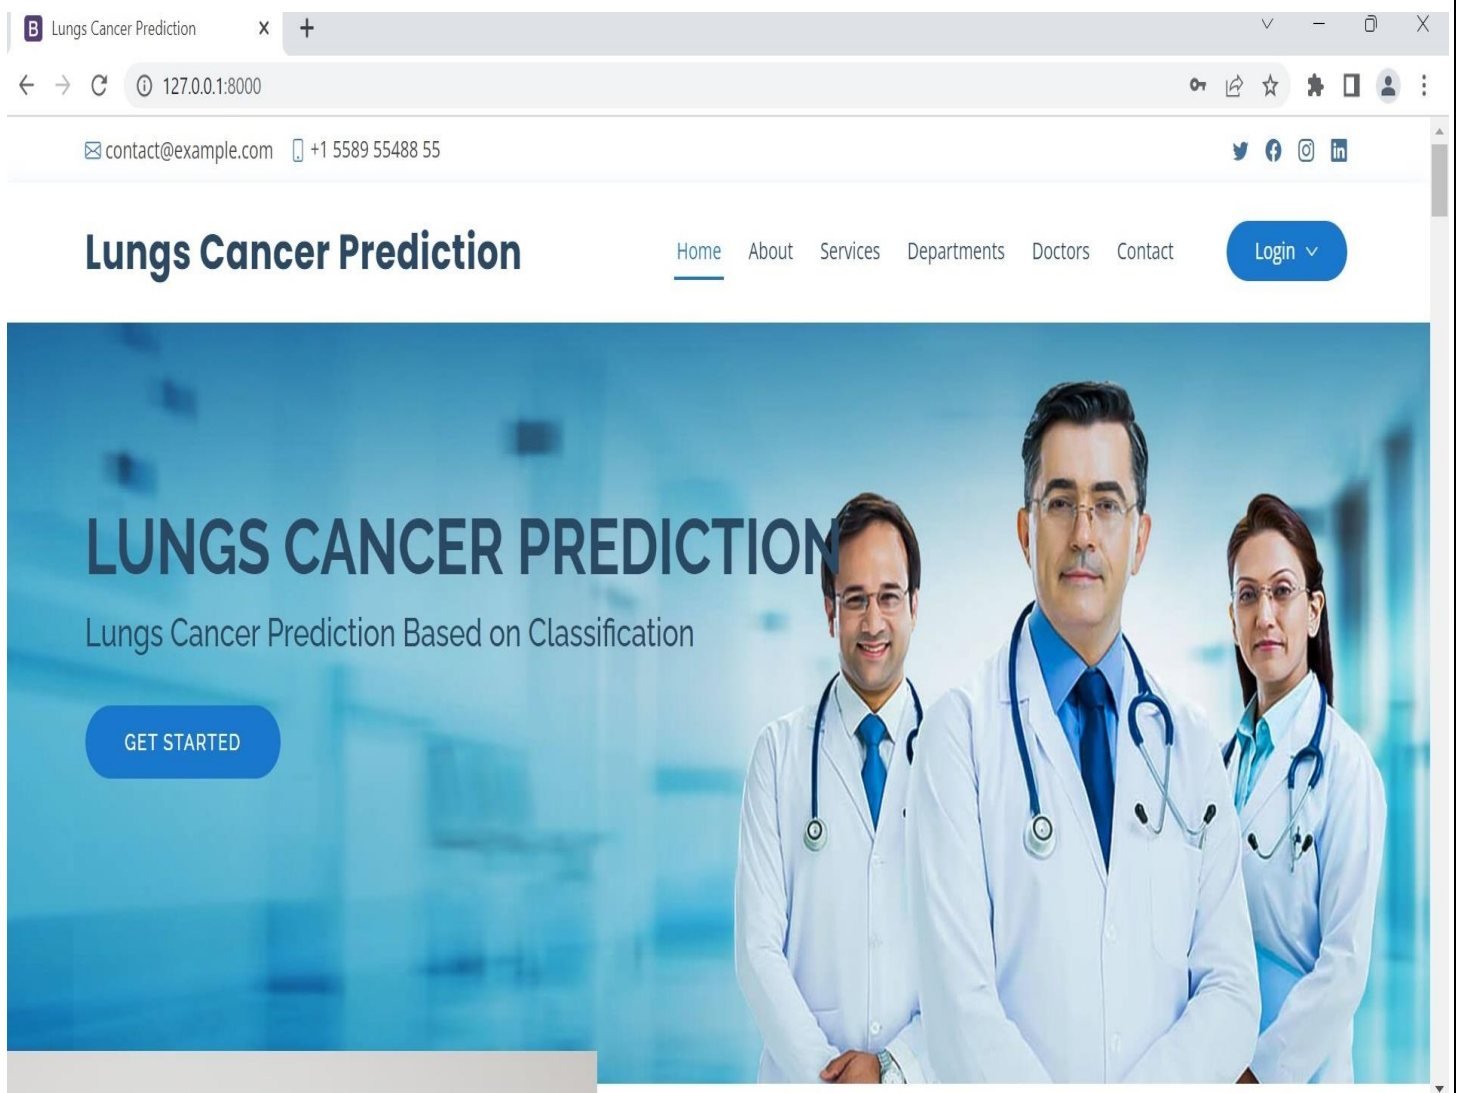 B Lungs Cancer Prediction
127.0.0.1:8000
contact@example.com +1 5589 55488 55
Lungs Cancer Prediction Home About Services Departments Doctors Contact Login
LUNGS CANCER PREDICTION
Lungs Cancer Prediction Based on Classification
GET STARTED